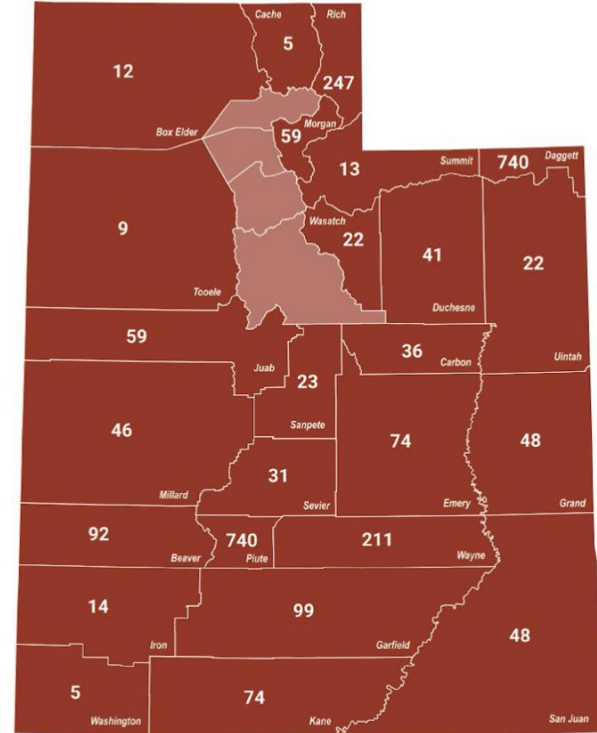 Cache
Rich
5
12
247
Box Elder
Morgan
59
13
Summit
740
Daggett
9
Wasatch
22
41
22
Tooele
Duchesne
59
36
Carbon
Uintah
Juab
23
Sanpete
46
74
48
31
Millard
Sevier
Emery
Grand
92
740
211
Beaver
Piute
Wayne
14
99
Iron
Garfield
48
5
74
Washington
Kane
San Juan